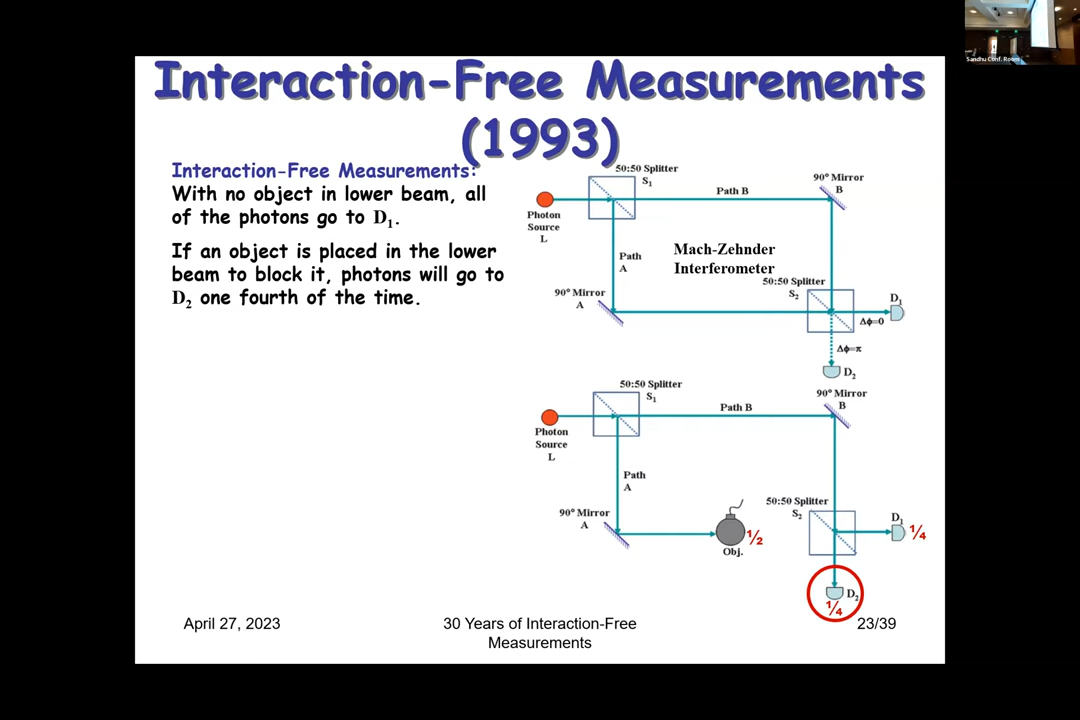 Interaction-Free Measurements
(1993)
Interaction-Free Measurements:
With no object in lower beam, all
of the photons go to D₁.
If an object is placed in the lower
beam to block it, photons will go to
D₂ one fourth of the time.
50:50 Splitter
S₁
90° Mirror
B
Path B
Photon
Source
L
Path
A
Mach-Zehnder
Interferometer
90° Mirror
A
50:50 Splitter
S₂
D₁
Δϕ=0
Δϕ=π
D₂
50:50 Splitter
S₁
90° Mirror
B
Path B
Photon
Source
L
Path
A
90° Mirror
A
50:50 Splitter
S₂
D₁
½
¼
Obj.
D₂
¼
April 27, 2023
30 Years of Interaction-Free
Measurements
23/39
Sandhu Conf. Room